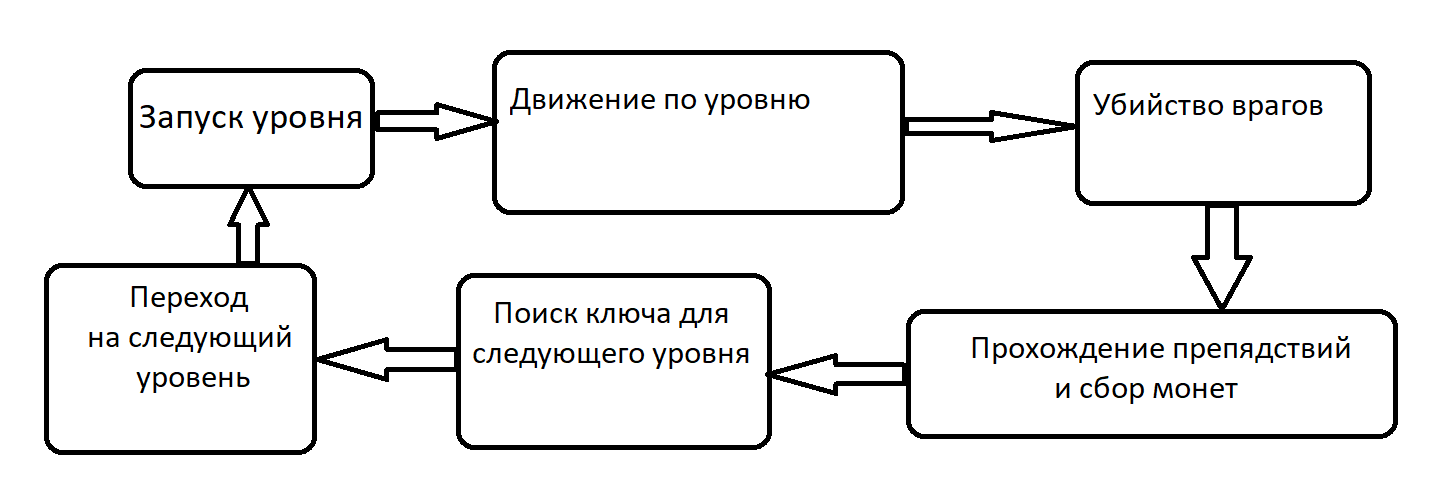 Запуск уровня
Движение по уровню
Убийство врагов
Прохождение препядствий
и сбор монет
Поиск ключа для
следующего уровня
Переход
на следующий
уровень